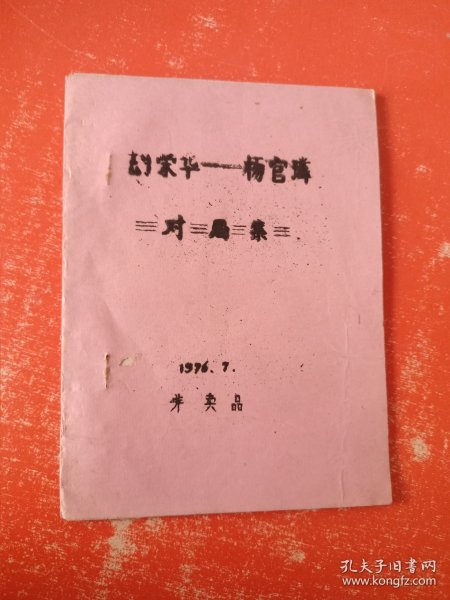 胡荣华——杨官璘
对局集
1976.7.
非卖品
孔夫子旧书网
www.kongfz.com